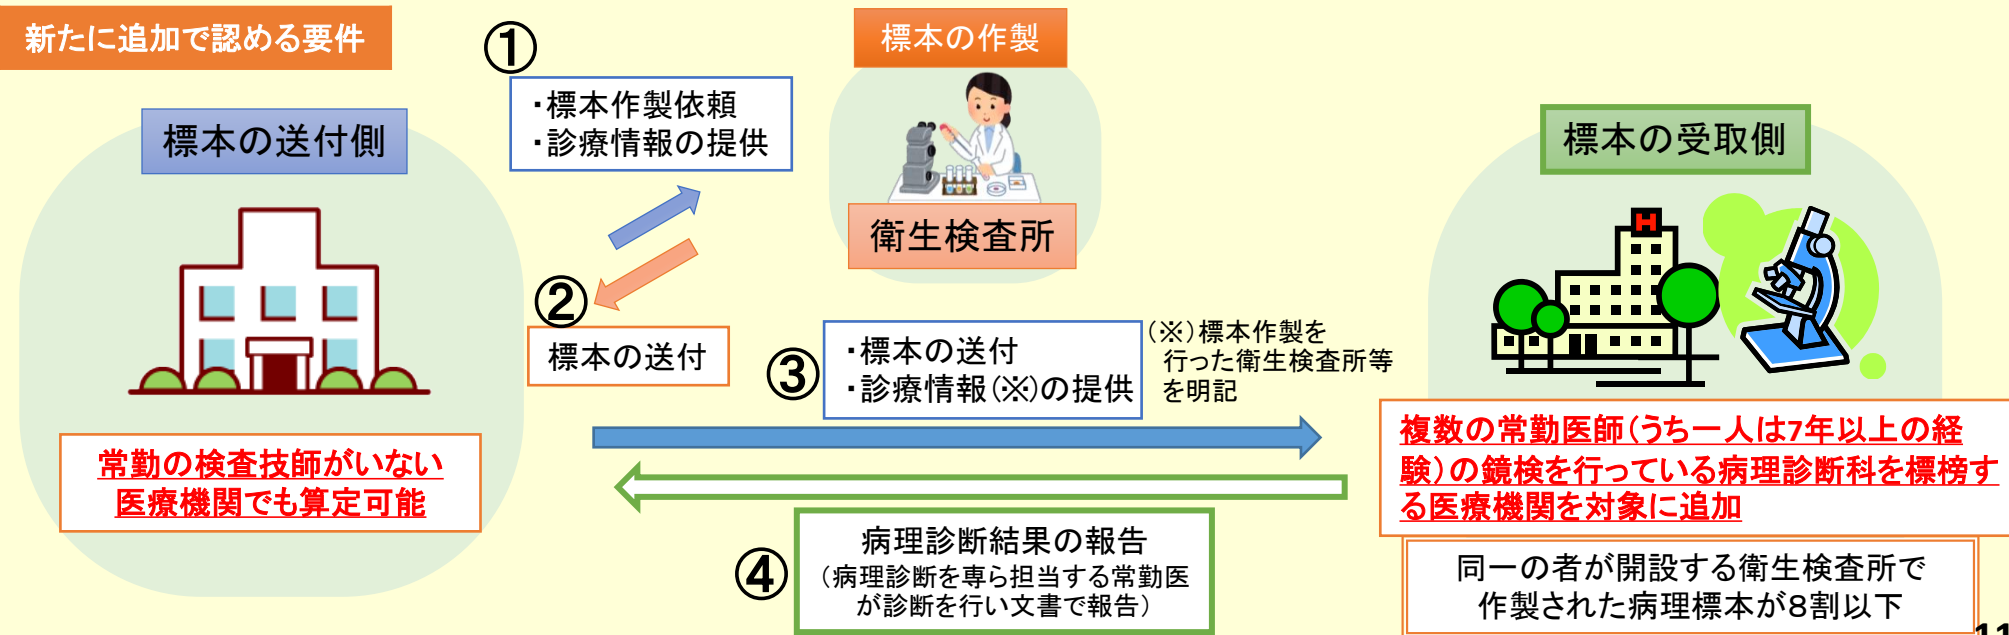 新たに追加で認める要件
標本の送付側
常勤の検査技師がいない
医療機関でも算定可能
①
・標本作製依頼
・診療情報の提供
標本の作製
衛生検査所
②
標本の送付
③
・標本の送付
・診療情報(※)の提供
(※)標本作製を
行った衛生検査所等
を明記
④
病理診断結果の報告
(病理診断を専ら担当する常勤医
が診断を行い文書で報告)
標本の受取側
H
複数の常勤医師(うち一人は7年以上の経
験)の鏡検を行っている病理診断科を標榜す
る医療機関を対象に追加
同一の者が開設する衛生検査所で
作製された病理標本が8割以下
11